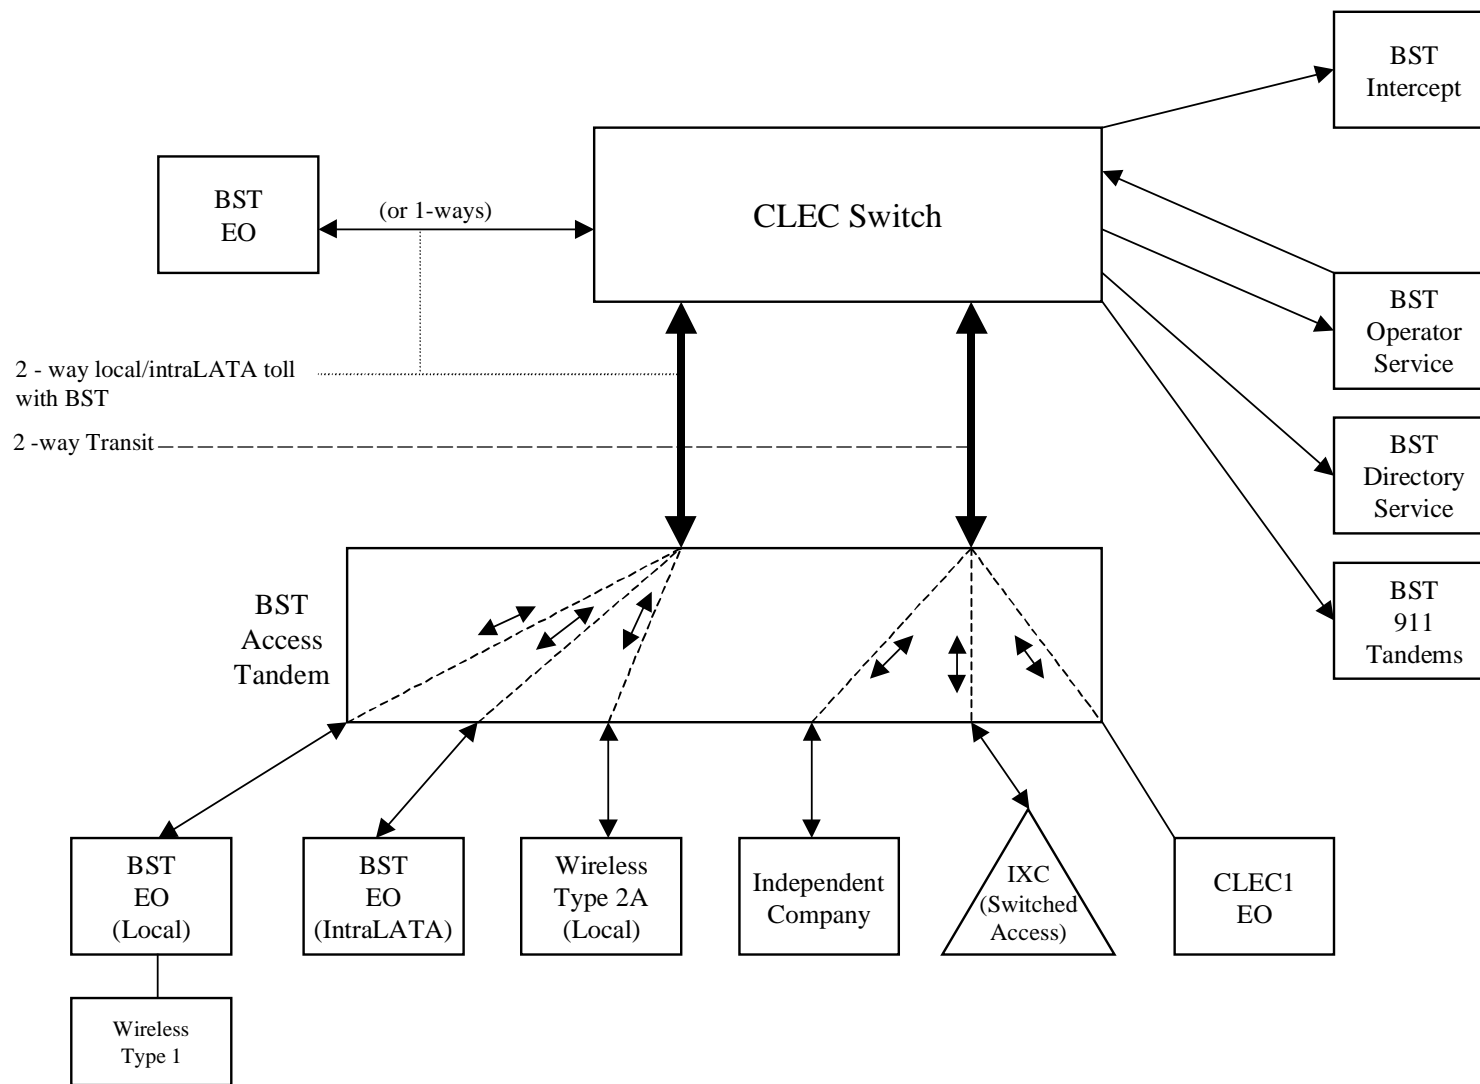 BST
Intercept
BST
EO
(or 1-ways)
CLEC Switch
BST
Operator
Service
2 - way local/intraLATA toll
with BST
2 -way Transit
BST
Directory
Service
BST
911
Tandems
BST
Access
Tandem
BST
EO
(Local)
BST
EO
(IntraLATA)
Wireless
Type 2A
(Local)
Independent
Company
IXC
(Switched
Access)
CLEC1
EO
Wireless
Type 1